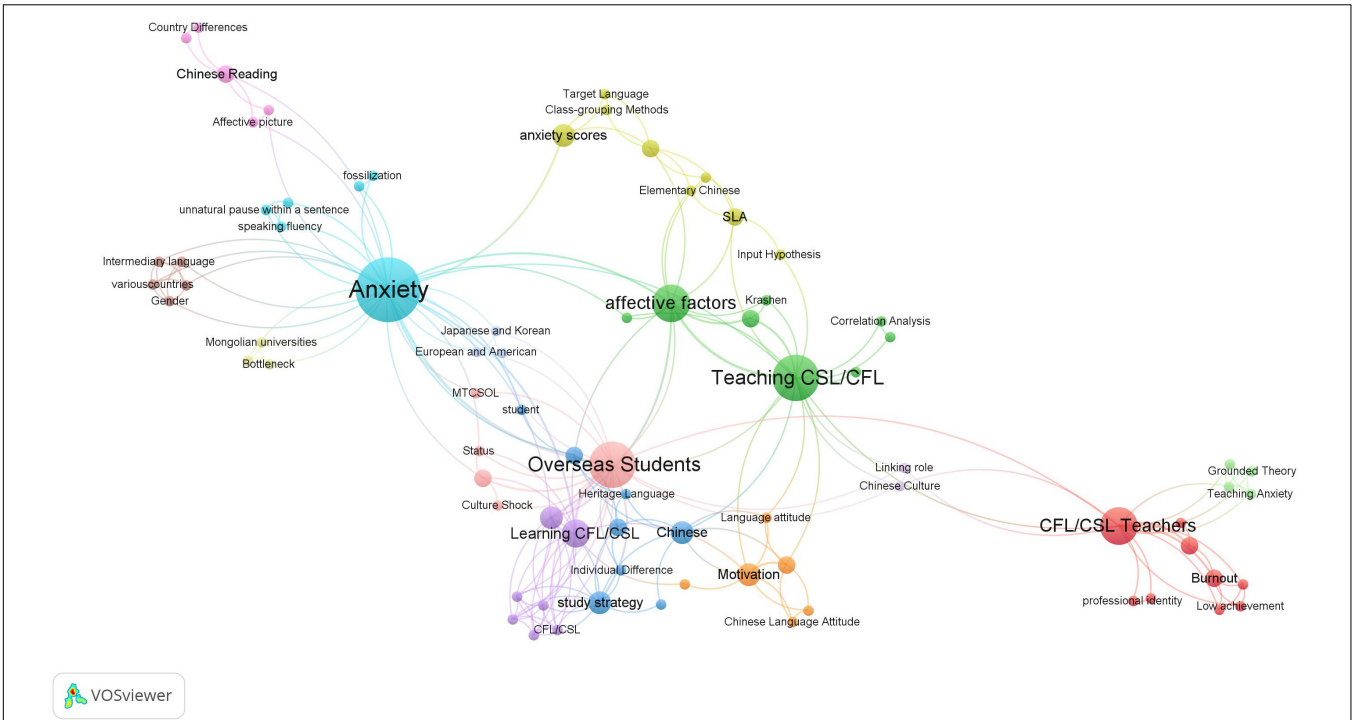 Country Differences
Chinese Reading
Target Language
Class-grouping Methods
Affective picture
anxiety scores
fossilization
Elementary Chinese
unnatural pause within a sentence
SLA
speaking fluency
Input Hypothesis
Intermediary language
variouscountries
Anxiety
Gender
affective factors
Krashen
Correlation Analysis
Japanese and Korean
Mongolian universities
European and American
Bottleneck
Teaching CSL/CFL
MTCSOL
student
Status
Overseas Students
Linking role
Grounded Theory
Chinese Culture
Heritage Language
Teaching Anxiety
Culture Shock
Language attitude
CFL/CSL Teachers
Learning CFL/CSL
Chinese
Individual Difference
Motivation
Burnout
study strategy
professional identity
Low achievement
Chinese Language Attitude
CFL/CSL
VOSviewer